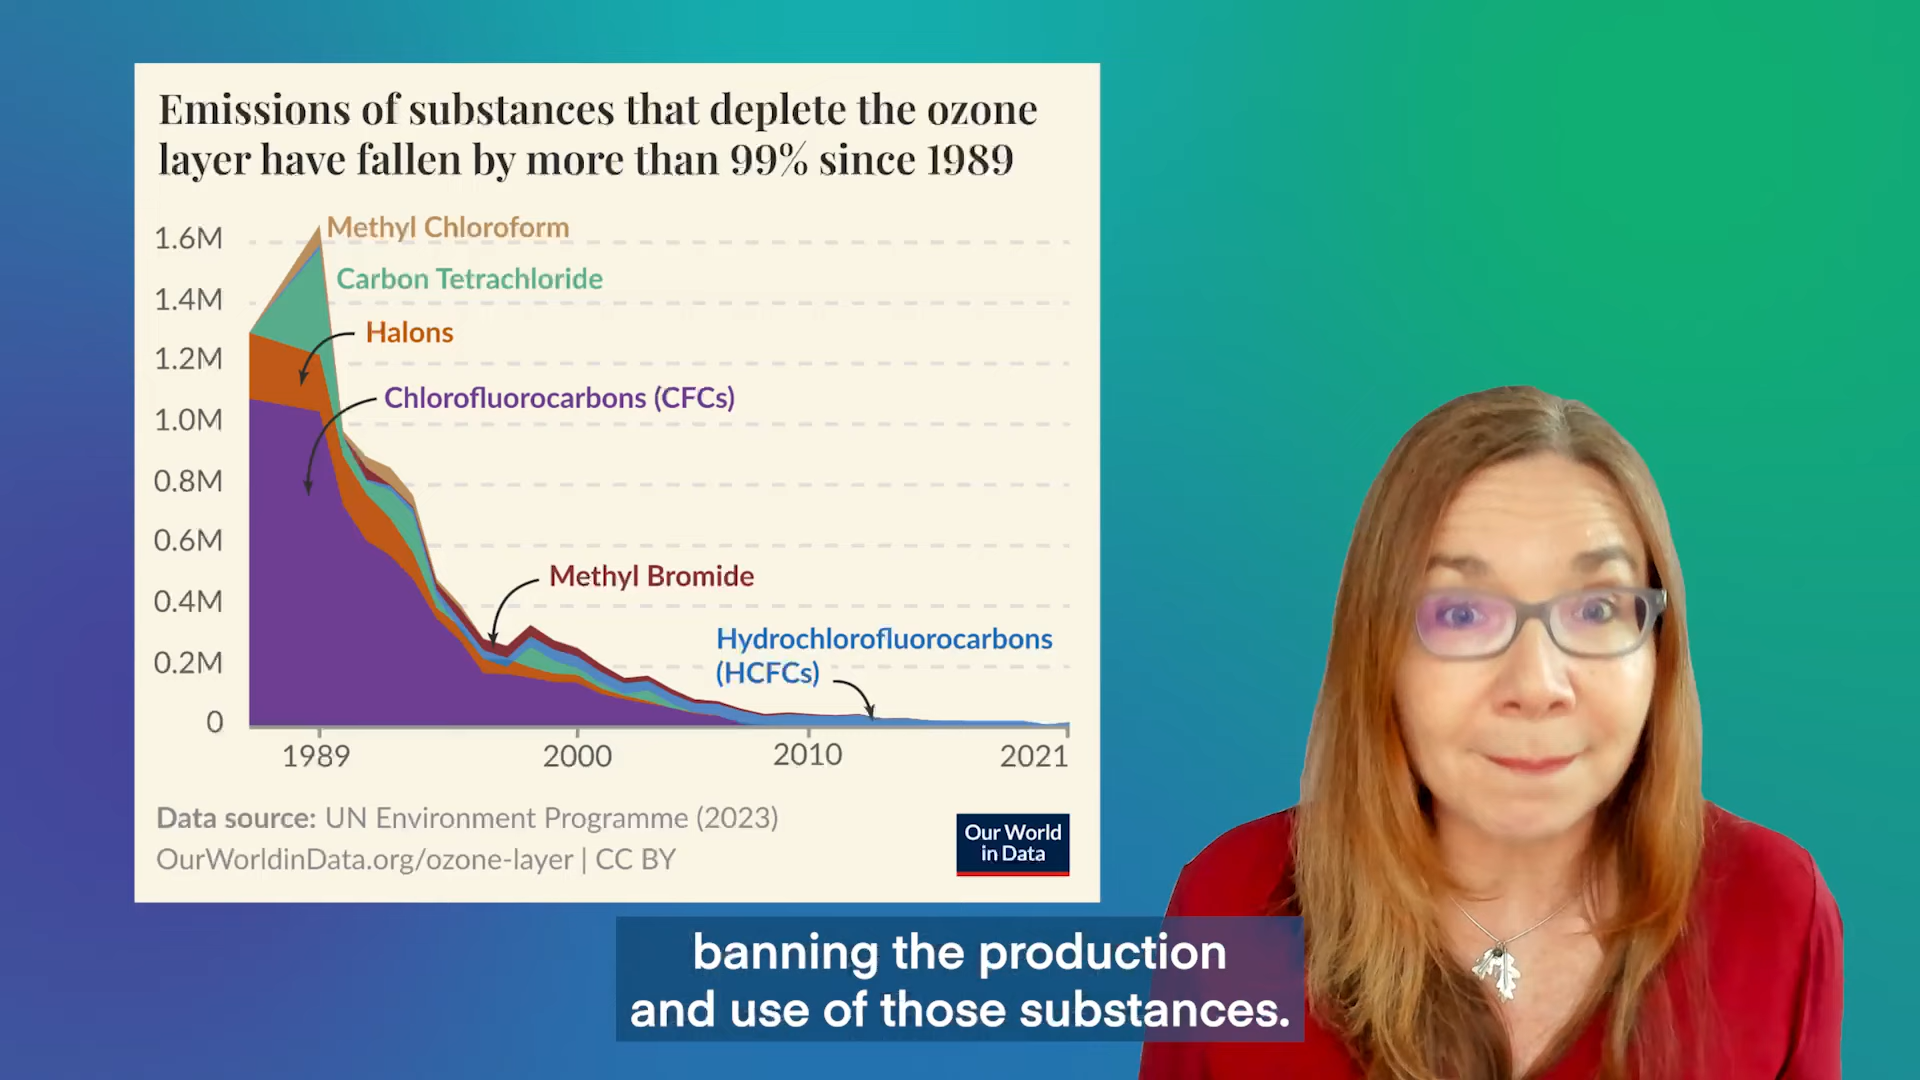 Emissions of substances that deplete the ozone
layer have fallen by more than 99% since 1989
1.6M
Methyl Chloroform
Carbon Tetrachloride
1.4M
Halons
1.2M
Chlorofluorocarbons (CFCs)
1.0M
0.8M
0.6M
Methyl Bromide
0.4M
Hydrochlorofluorocarbons
(HCFCs)
0.2M
0
1989
2000
2010
2021
Data source: UN Environment Programme (2023)
OurWorldinData.org/ozone-layer | CC BY
Our World
in Data
banning the production
and use of those substances.